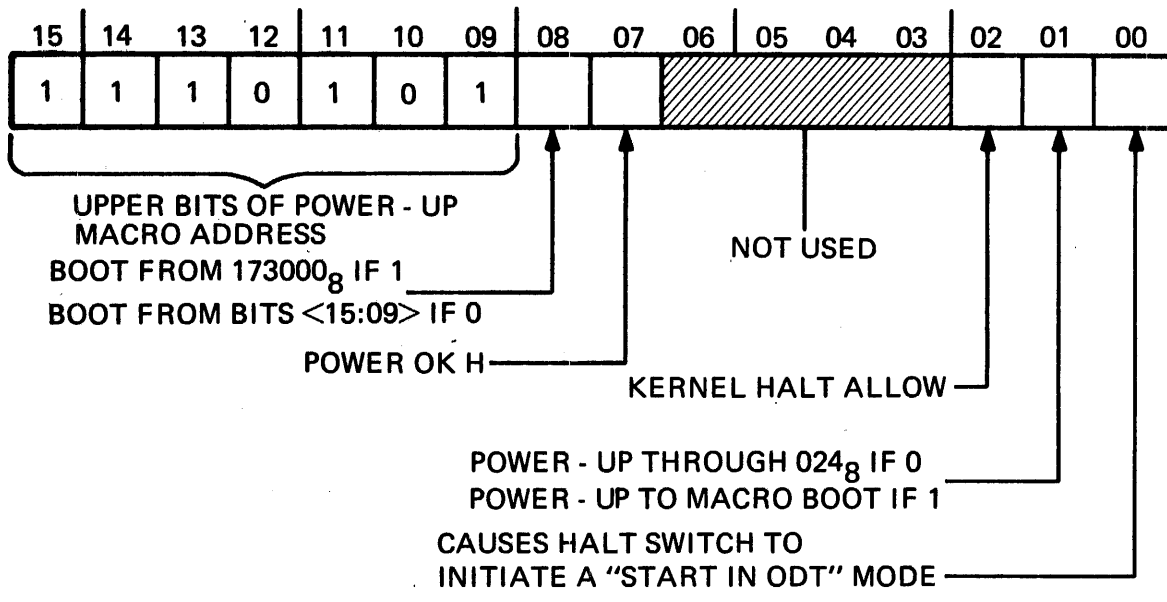 15 14 13 12 11 10 09 08 07 06 05 04 03 02 01 00
1 1 1 0 1 0 1
UPPER BITS OF POWER - UP
MACRO ADDRESS
BOOT FROM 173000₈ IF 1
BOOT FROM BITS <15:09> IF 0
NOT USED
POWER OK H
KERNEL HALT ALLOW
POWER - UP THROUGH 024₈ IF 0
POWER - UP TO MACRO BOOT IF 1
CAUSES HALT SWITCH TO
INITIATE A “START IN ODT” MODE